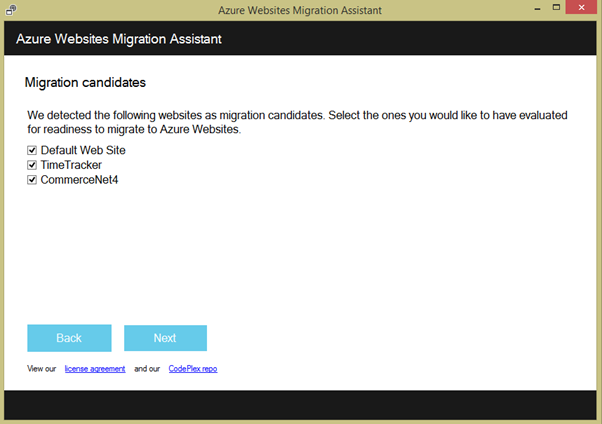 Azure Websites Migration Assistant
Azure Websites Migration Assistant
Migration candidates
We detected the following websites as migration candidates. Select the ones you would like to have evaluated
for readiness to migrate to Azure Websites.
Default Web Site
TimeTracker
CommerceNet4
Back Next
View our license agreement and our CodePlex repo